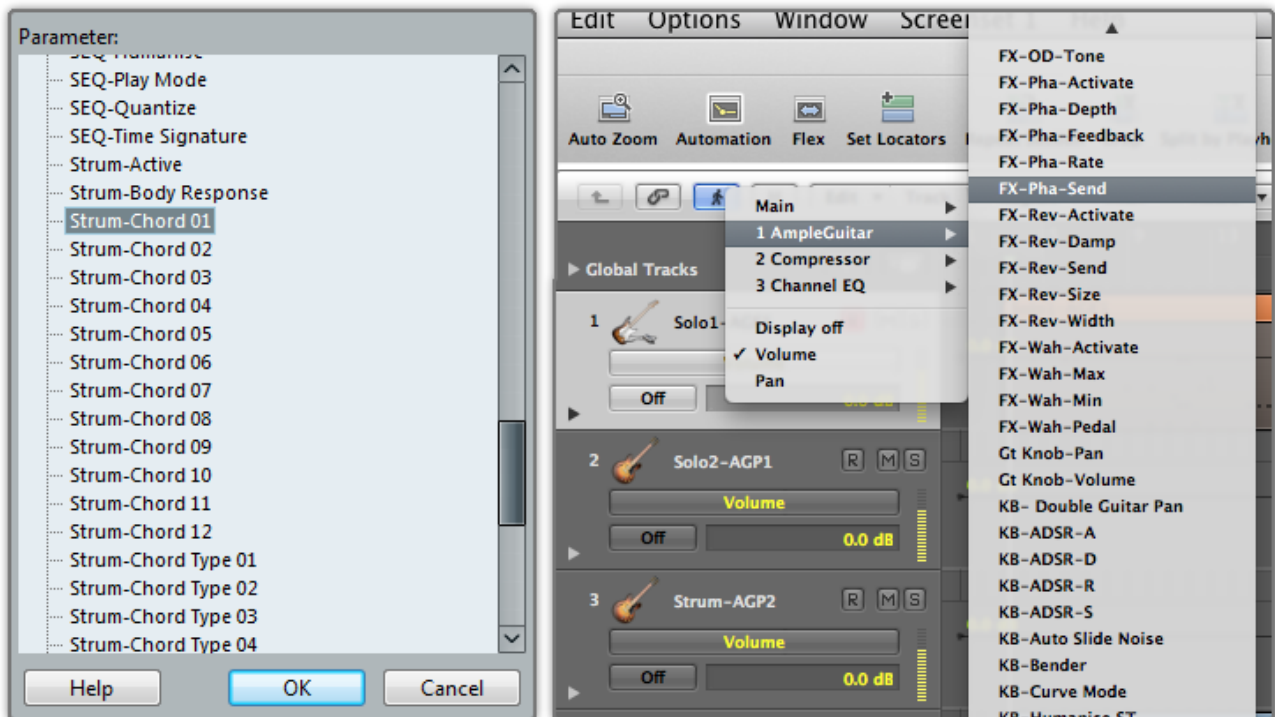 Parameter:
SEQ-Humanise
SEQ-Play Mode
SEQ-Quantize
SEQ-Time Signature
Strum-Active
Strum-Body Response
Strum-Chord 01
Strum-Chord 02
Strum-Chord 03
Strum-Chord 04
Strum-Chord 05
Strum-Chord 06
Strum-Chord 07
Strum-Chord 08
Strum-Chord 09
Strum-Chord 10
Strum-Chord 11
Strum-Chord 12
Strum-Chord Type 01
Strum-Chord Type 02
Strum-Chord Type 03
Strum-Chord Type 04
Help OK Cancel
Edit Options Window
Auto Zoom Automation Flex Set Locators
Main
1 AmpleGuitar
2 Compressor
3 Channel EQ
Display off
✓ Volume
Pan
Global Tracks
1 Solo1-
Off
2 Solo2-AGP1 R M S
Volume
Off 0.0 dB
3 Strum-AGP2 R M S
Volume
Off 0.0 dB
FX-OD-Tone
FX-Pha-Activate
FX-Pha-Depth
FX-Pha-Feedback
FX-Pha-Rate
FX-Pha-Send
FX-Rev-Activate
FX-Rev-Damp
FX-Rev-Send
FX-Rev-Size
FX-Rev-Width
FX-Wah-Activate
FX-Wah-Max
FX-Wah-Min
FX-Wah-Pedal
Gt Knob-Pan
Gt Knob-Volume
KB- Double Guitar Pan
KB-ADSR-A
KB-ADSR-D
KB-ADSR-R
KB-ADSR-S
KB-Auto Slide Noise
KB-Bender
KB-Curve Mode
KB-Humanise ST